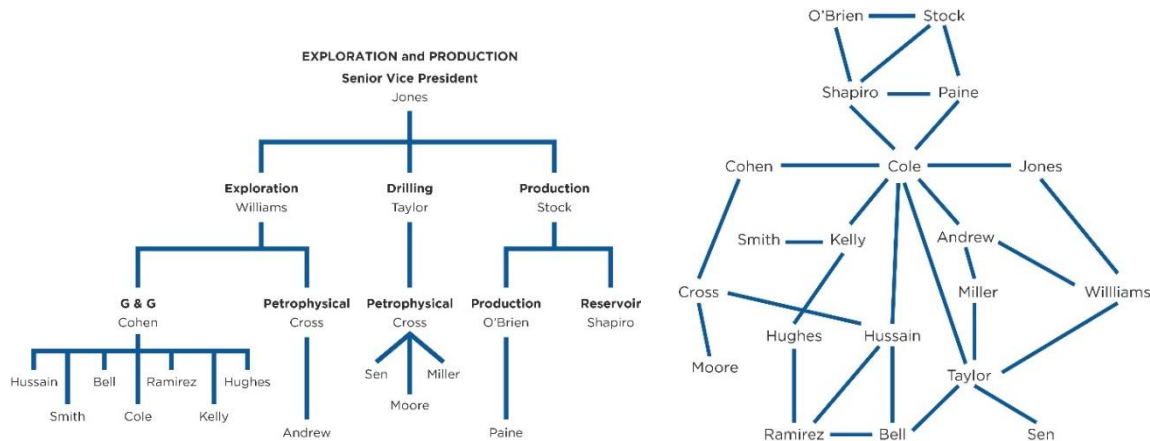 EXPLORATION and PRODUCTION
Senior Vice President
Jones
Exploration Drilling Production
Williams Taylor Stock
G & G Petrophysical Petrophysical Production Reservoir
Cohen Cross Cross O'Brien Shapiro
Hussain Bell Ramirez Hughes Sen Miller
Smith Cole Kelly Moore
Andrew Paine
O'Brien Stock
Shapiro Paine
Cohen Cole Jones
Smith Kelly Andrew
Cross Miller Willliams
Hughes Hussain
Moore Taylor
Ramirez Bell Sen